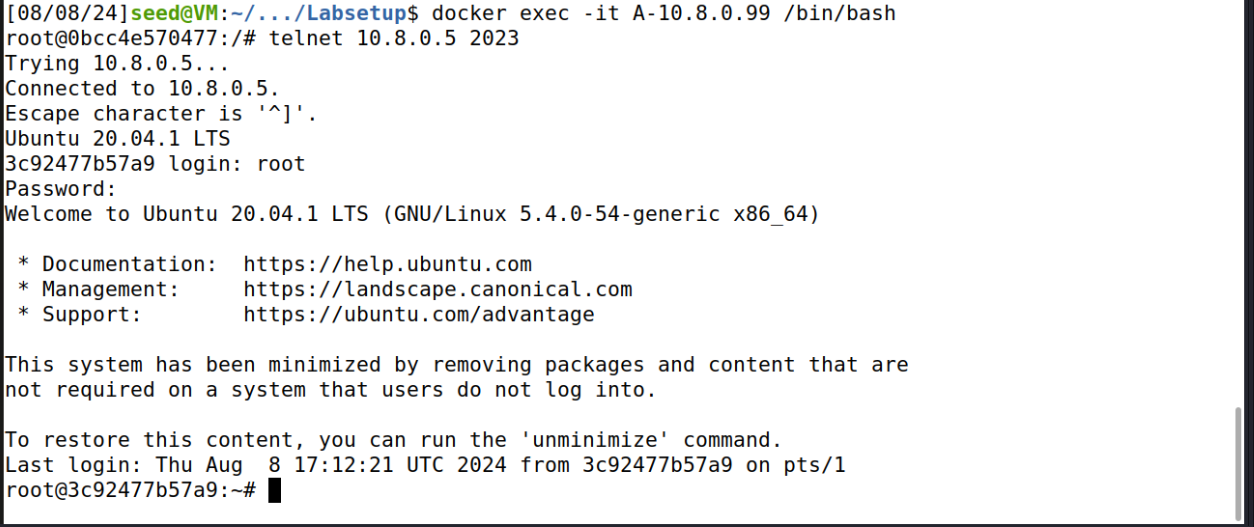 [08/08/24]seed@VM:~/.../Labsetup$ docker exec -it A-10.8.0.99 /bin/bash
root@0bcc4e570477:/# telnet 10.8.0.5 2023
Trying 10.8.0.5...
Connected to 10.8.0.5.
Escape character is '^]'.
Ubuntu 20.04.1 LTS
3c92477b57a9 login: root
Password:
Welcome to Ubuntu 20.04.1 LTS (GNU/Linux 5.4.0-54-generic x86_64)

 * Documentation:  https://help.ubuntu.com
 * Management:     https://landscape.canonical.com
 * Support:        https://ubuntu.com/advantage

This system has been minimized by removing packages and content that are
not required on a system that users do not log into.

To restore this content, you can run the 'unminimize' command.
Last login: Thu Aug  8 17:12:21 UTC 2024 from 3c92477b57a9 on pts/1
root@3c92477b57a9:~#